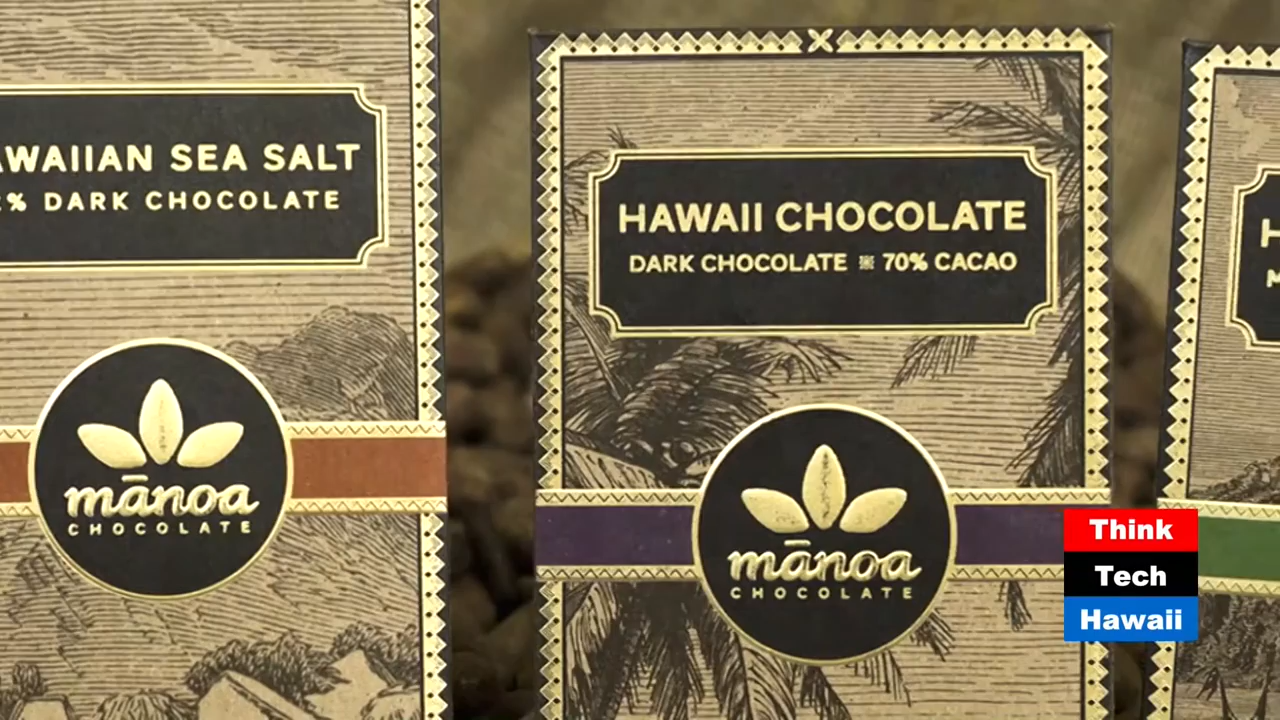 AWAIIAN SEA SALT
% DARK CHOCOLATE
mānoa
CHOCOLATE
HAWAII CHOCOLATE
DARK CHOCOLATE ※ 70% CACAO
mānoa
CHOCOLATE
Think
Tech
Hawaii